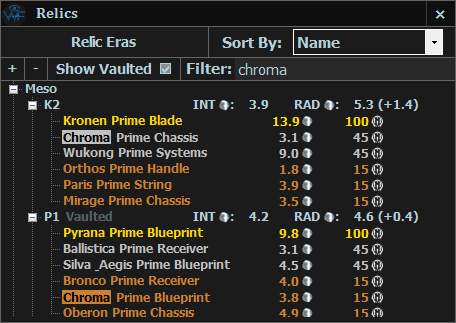 Relics ×
Relic Eras Sort By: Name
+ - Show Vaulted Filter: chroma
Meso
K2 INT : 3.9 RAD : 5.3 (+1.4)
Kronen Prime Blade 13.9 100
Chroma Prime Chassis 3.1 45
Wukong Prime Systems 9.0 45
Orthos Prime Handle 1.8 15
Paris Prime String 3.9 15
Mirage Prime Chassis 3.5 15
P1 Vaulted INT : 4.2 RAD : 4.6 (+0.4)
Pyrana Prime Blueprint 9.8 100
Ballistica Prime Receiver 3.1 45
Silva _Aegis Prime Blueprint 4.5 45
Bronco Prime Receiver 4.0 15
Chroma Prime Blueprint 3.8 15
Oberon Prime Chassis 4.9 15